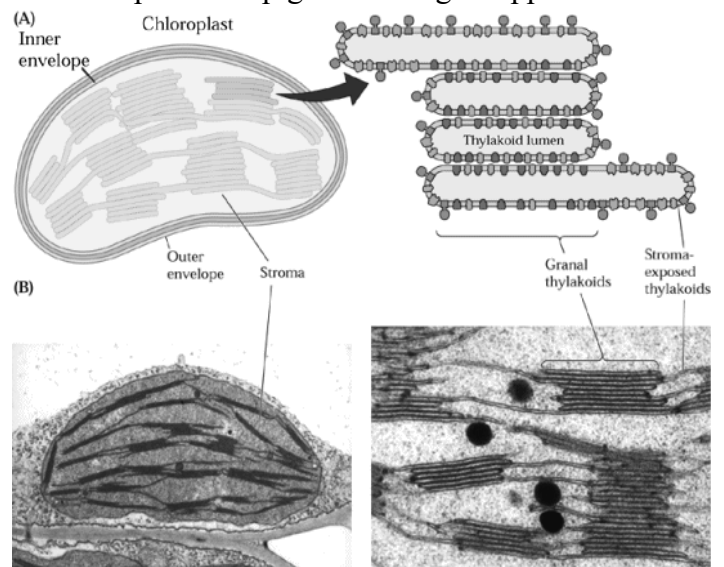 (A)
Chloroplast
Inner
envelope
Thylakoid lumen
Outer
envelope
Stroma
Granal
thylakoids
Stroma-
exposed thylakoids
(B)